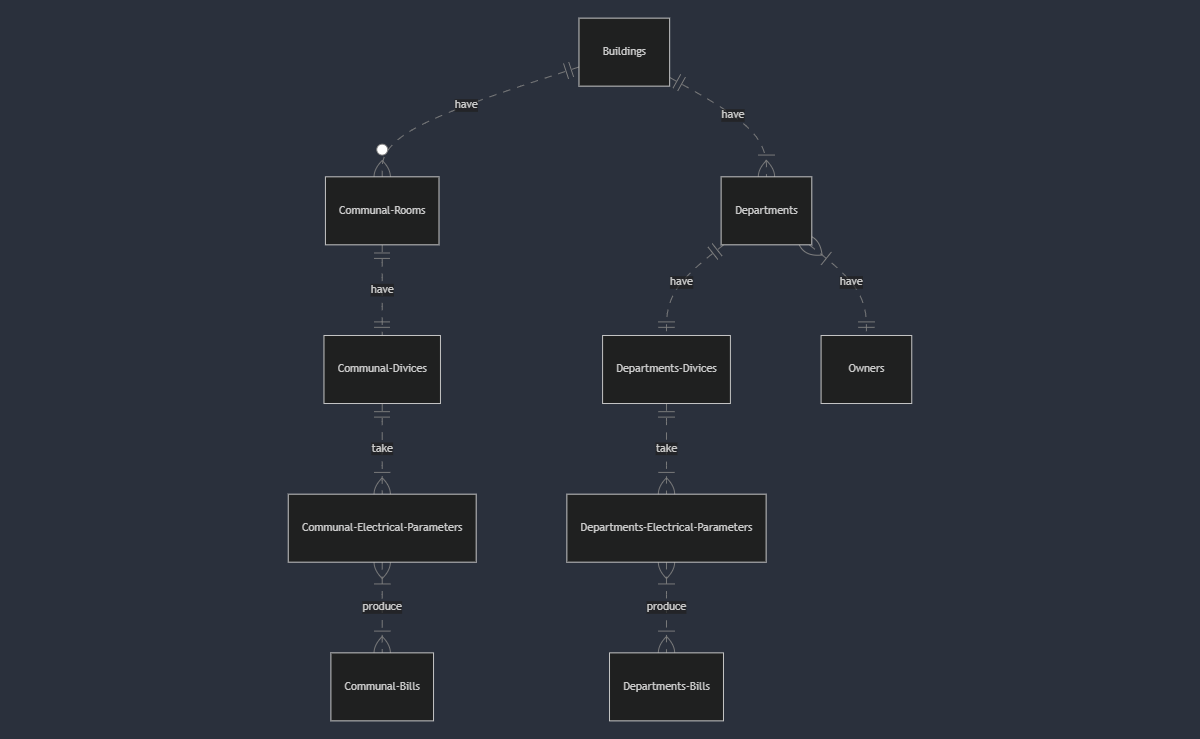 Buildings
have
have
Communal-Rooms
Departments
have
have
have
Communal-Divices
Departments-Divices
Owners
take
take
Communal-Electrical-Parameters
Departments-Electrical-Parameters
produce
produce
Communal-Bills
Departments-Bills